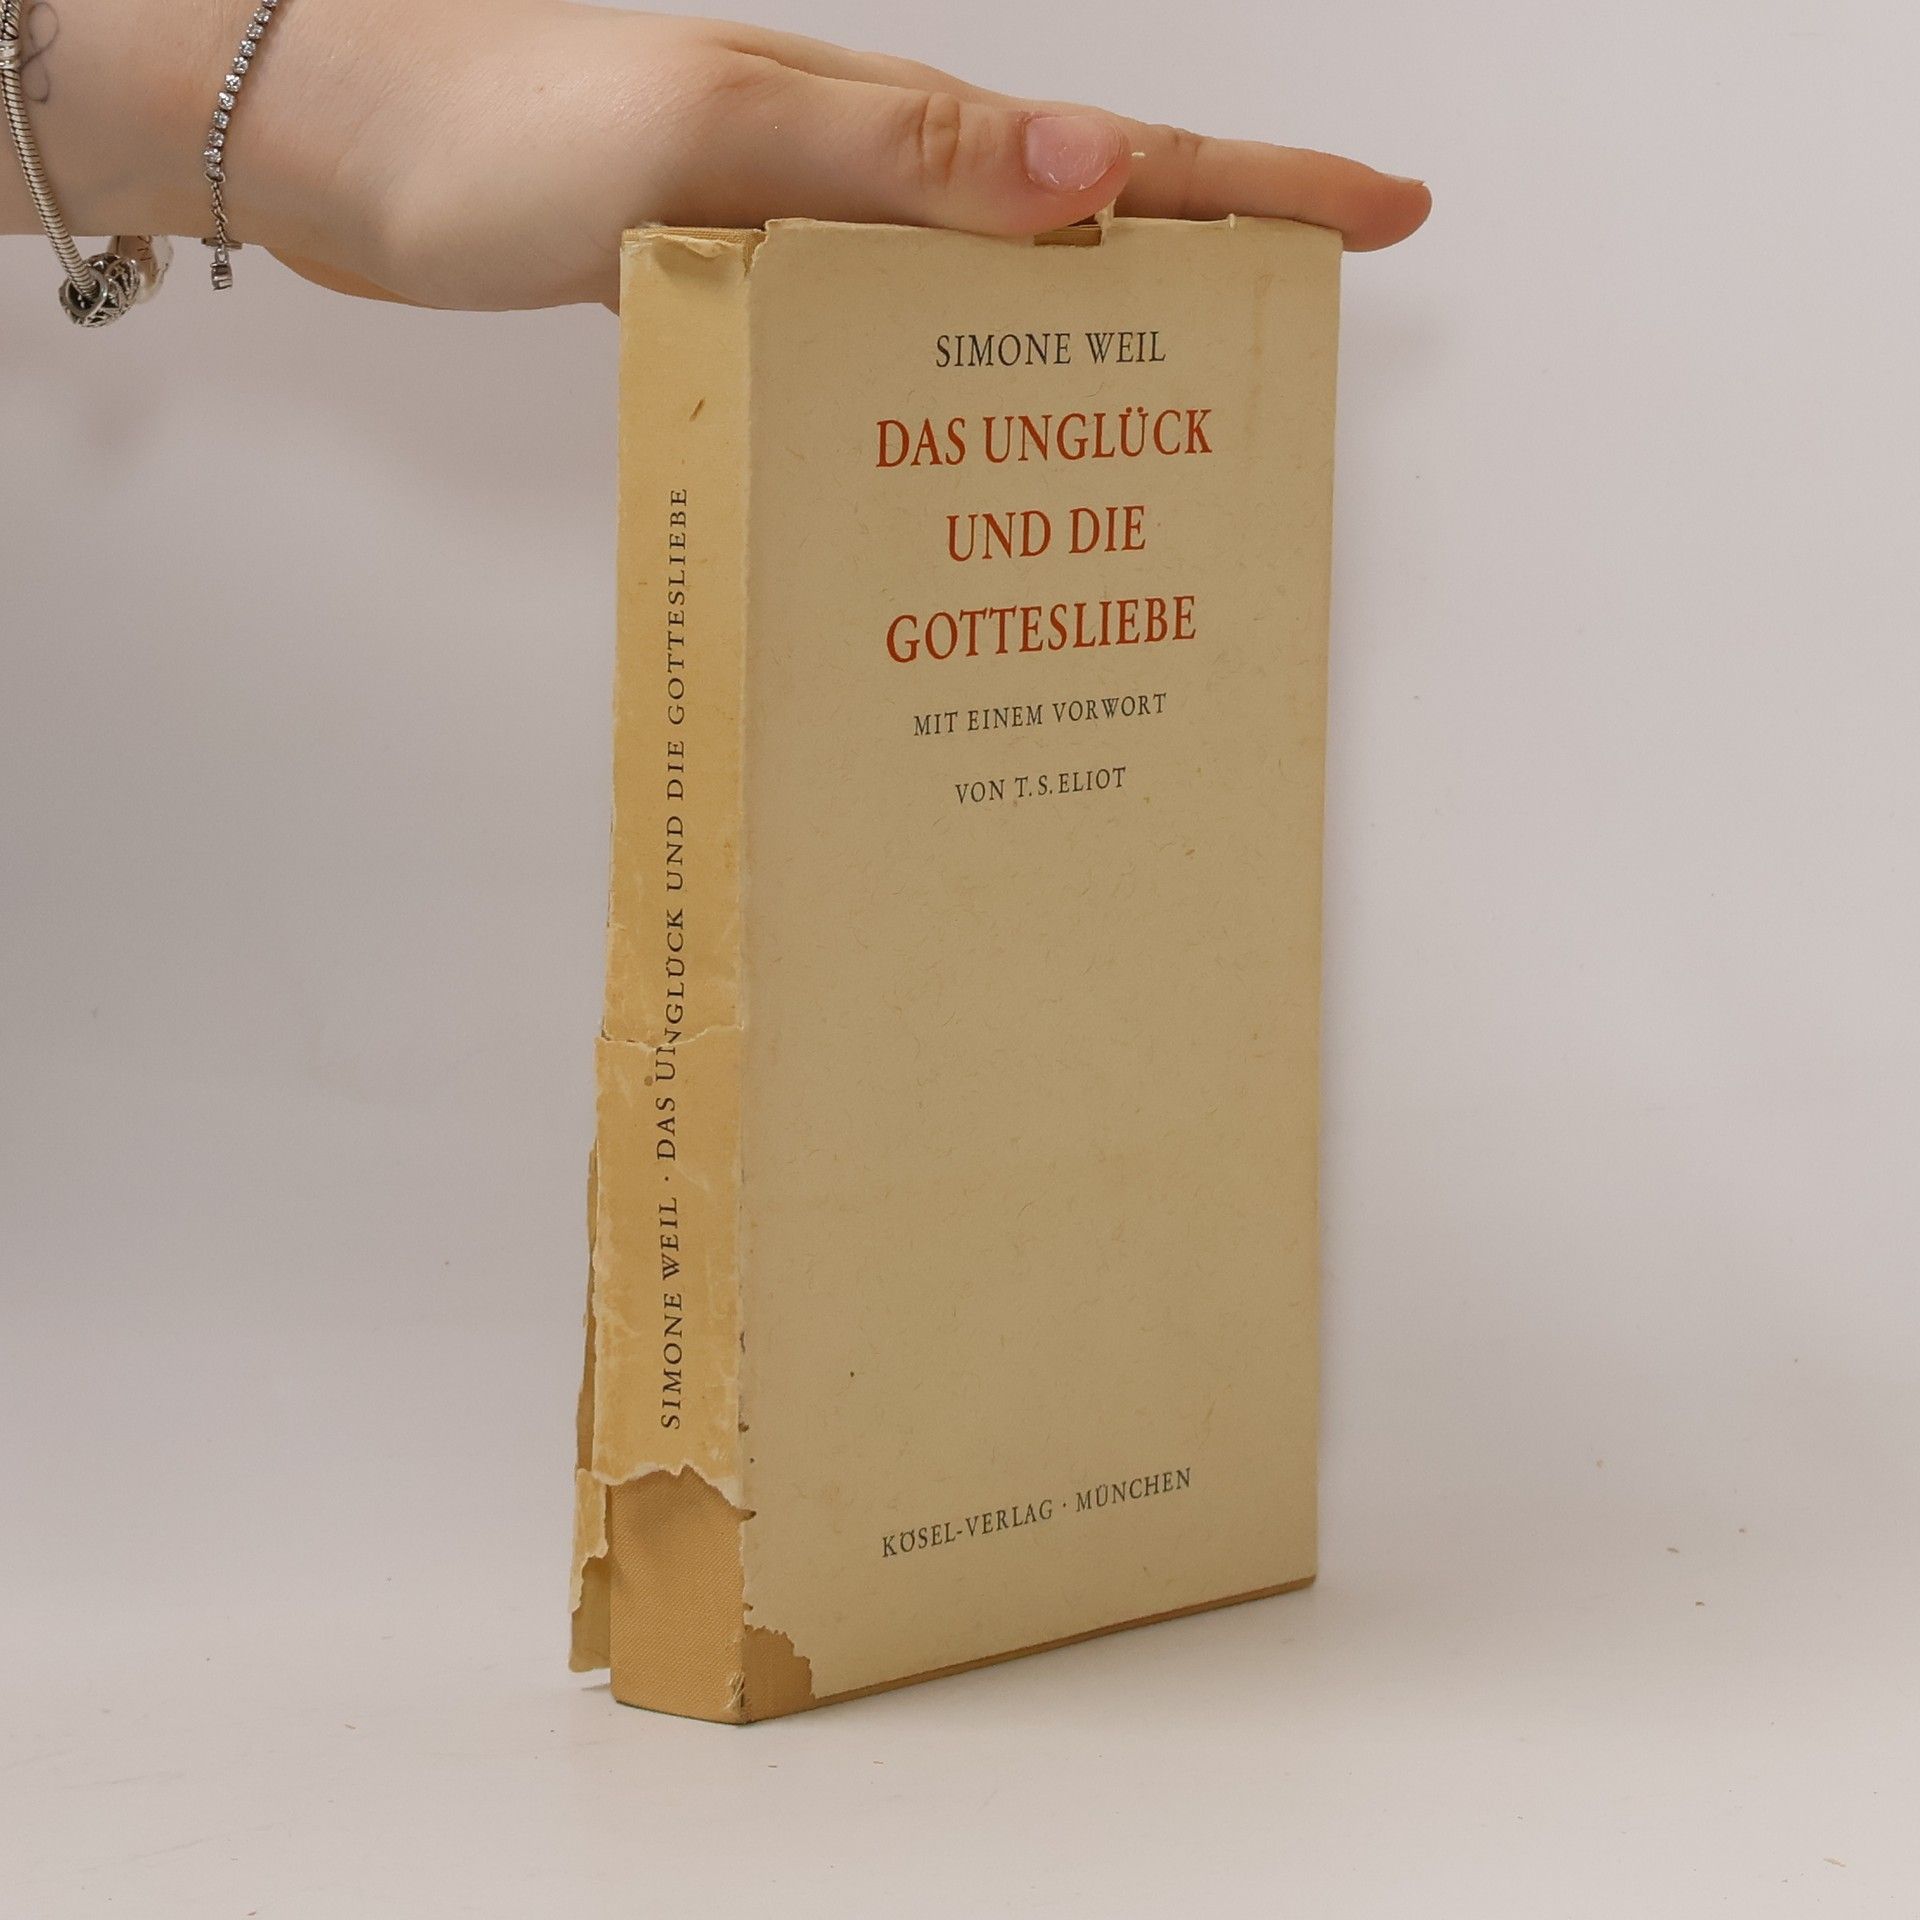 SIMONE WEIL
DAS UNGLÜCK
UND DIE
GOTTESLIEBE
MIT EINEM VORWORT
VON T. S. ELIOT
KÖSEL-VERLAG · MÜNCHEN
SIMONE WEIL · DAS UNGLÜCK UND DIE GOTTESLIEBE